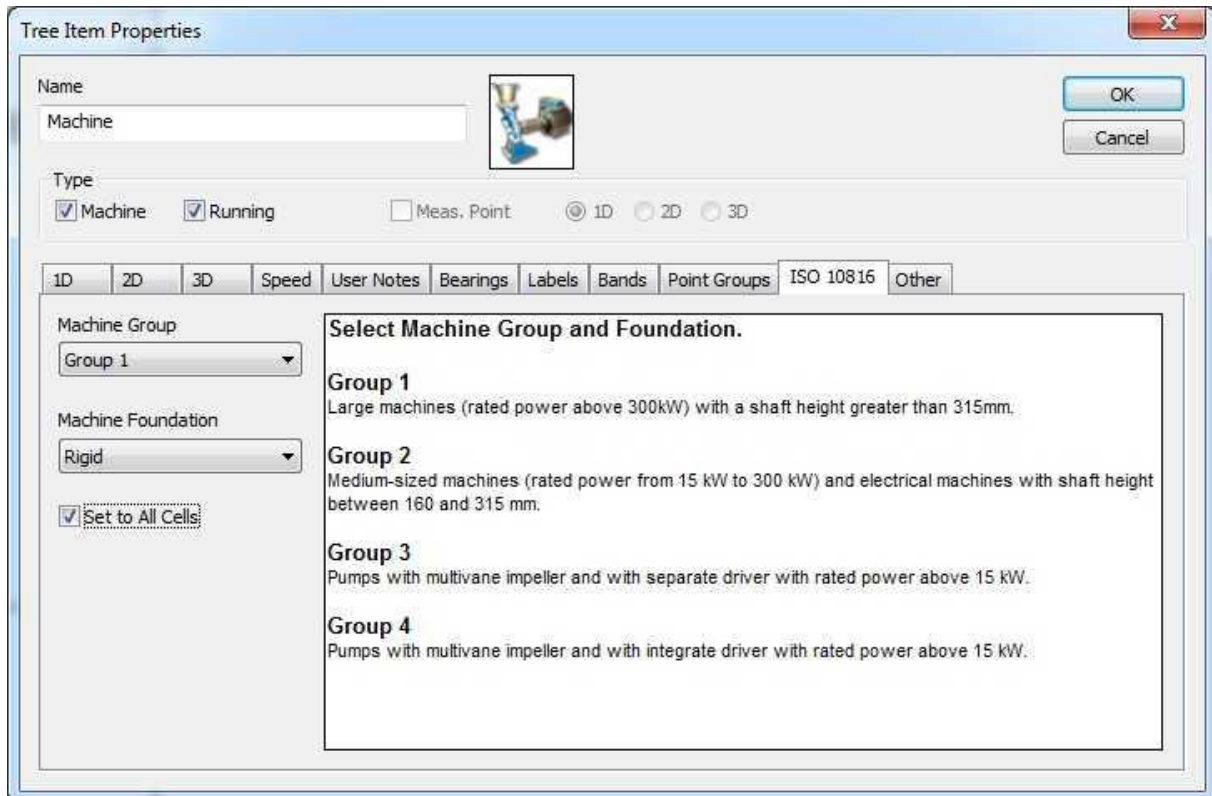 Tree Item Properties
Name
Machine
OK
Cancel
Type
Machine Running Meas. Point 1D 2D 3D
1D 2D 3D Speed User Notes Bearings Labels Bands Point Groups ISO 10816 Other
Machine Group
Group 1
Machine Foundation
Rigid
Set to All Cells
Select Machine Group and Foundation.
Group 1
Large machines (rated power above 300kW) with a shaft height greater than 315mm.
Group 2
Medium-sized machines (rated power from 15 kW to 300 kW) and electrical machines with shaft height
between 160 and 315 mm.
Group 3
Pumps with multivane impeller and with separate driver with rated power above 15 kW.
Group 4
Pumps with multivane impeller and with integrate driver with rated power above 15 kW.